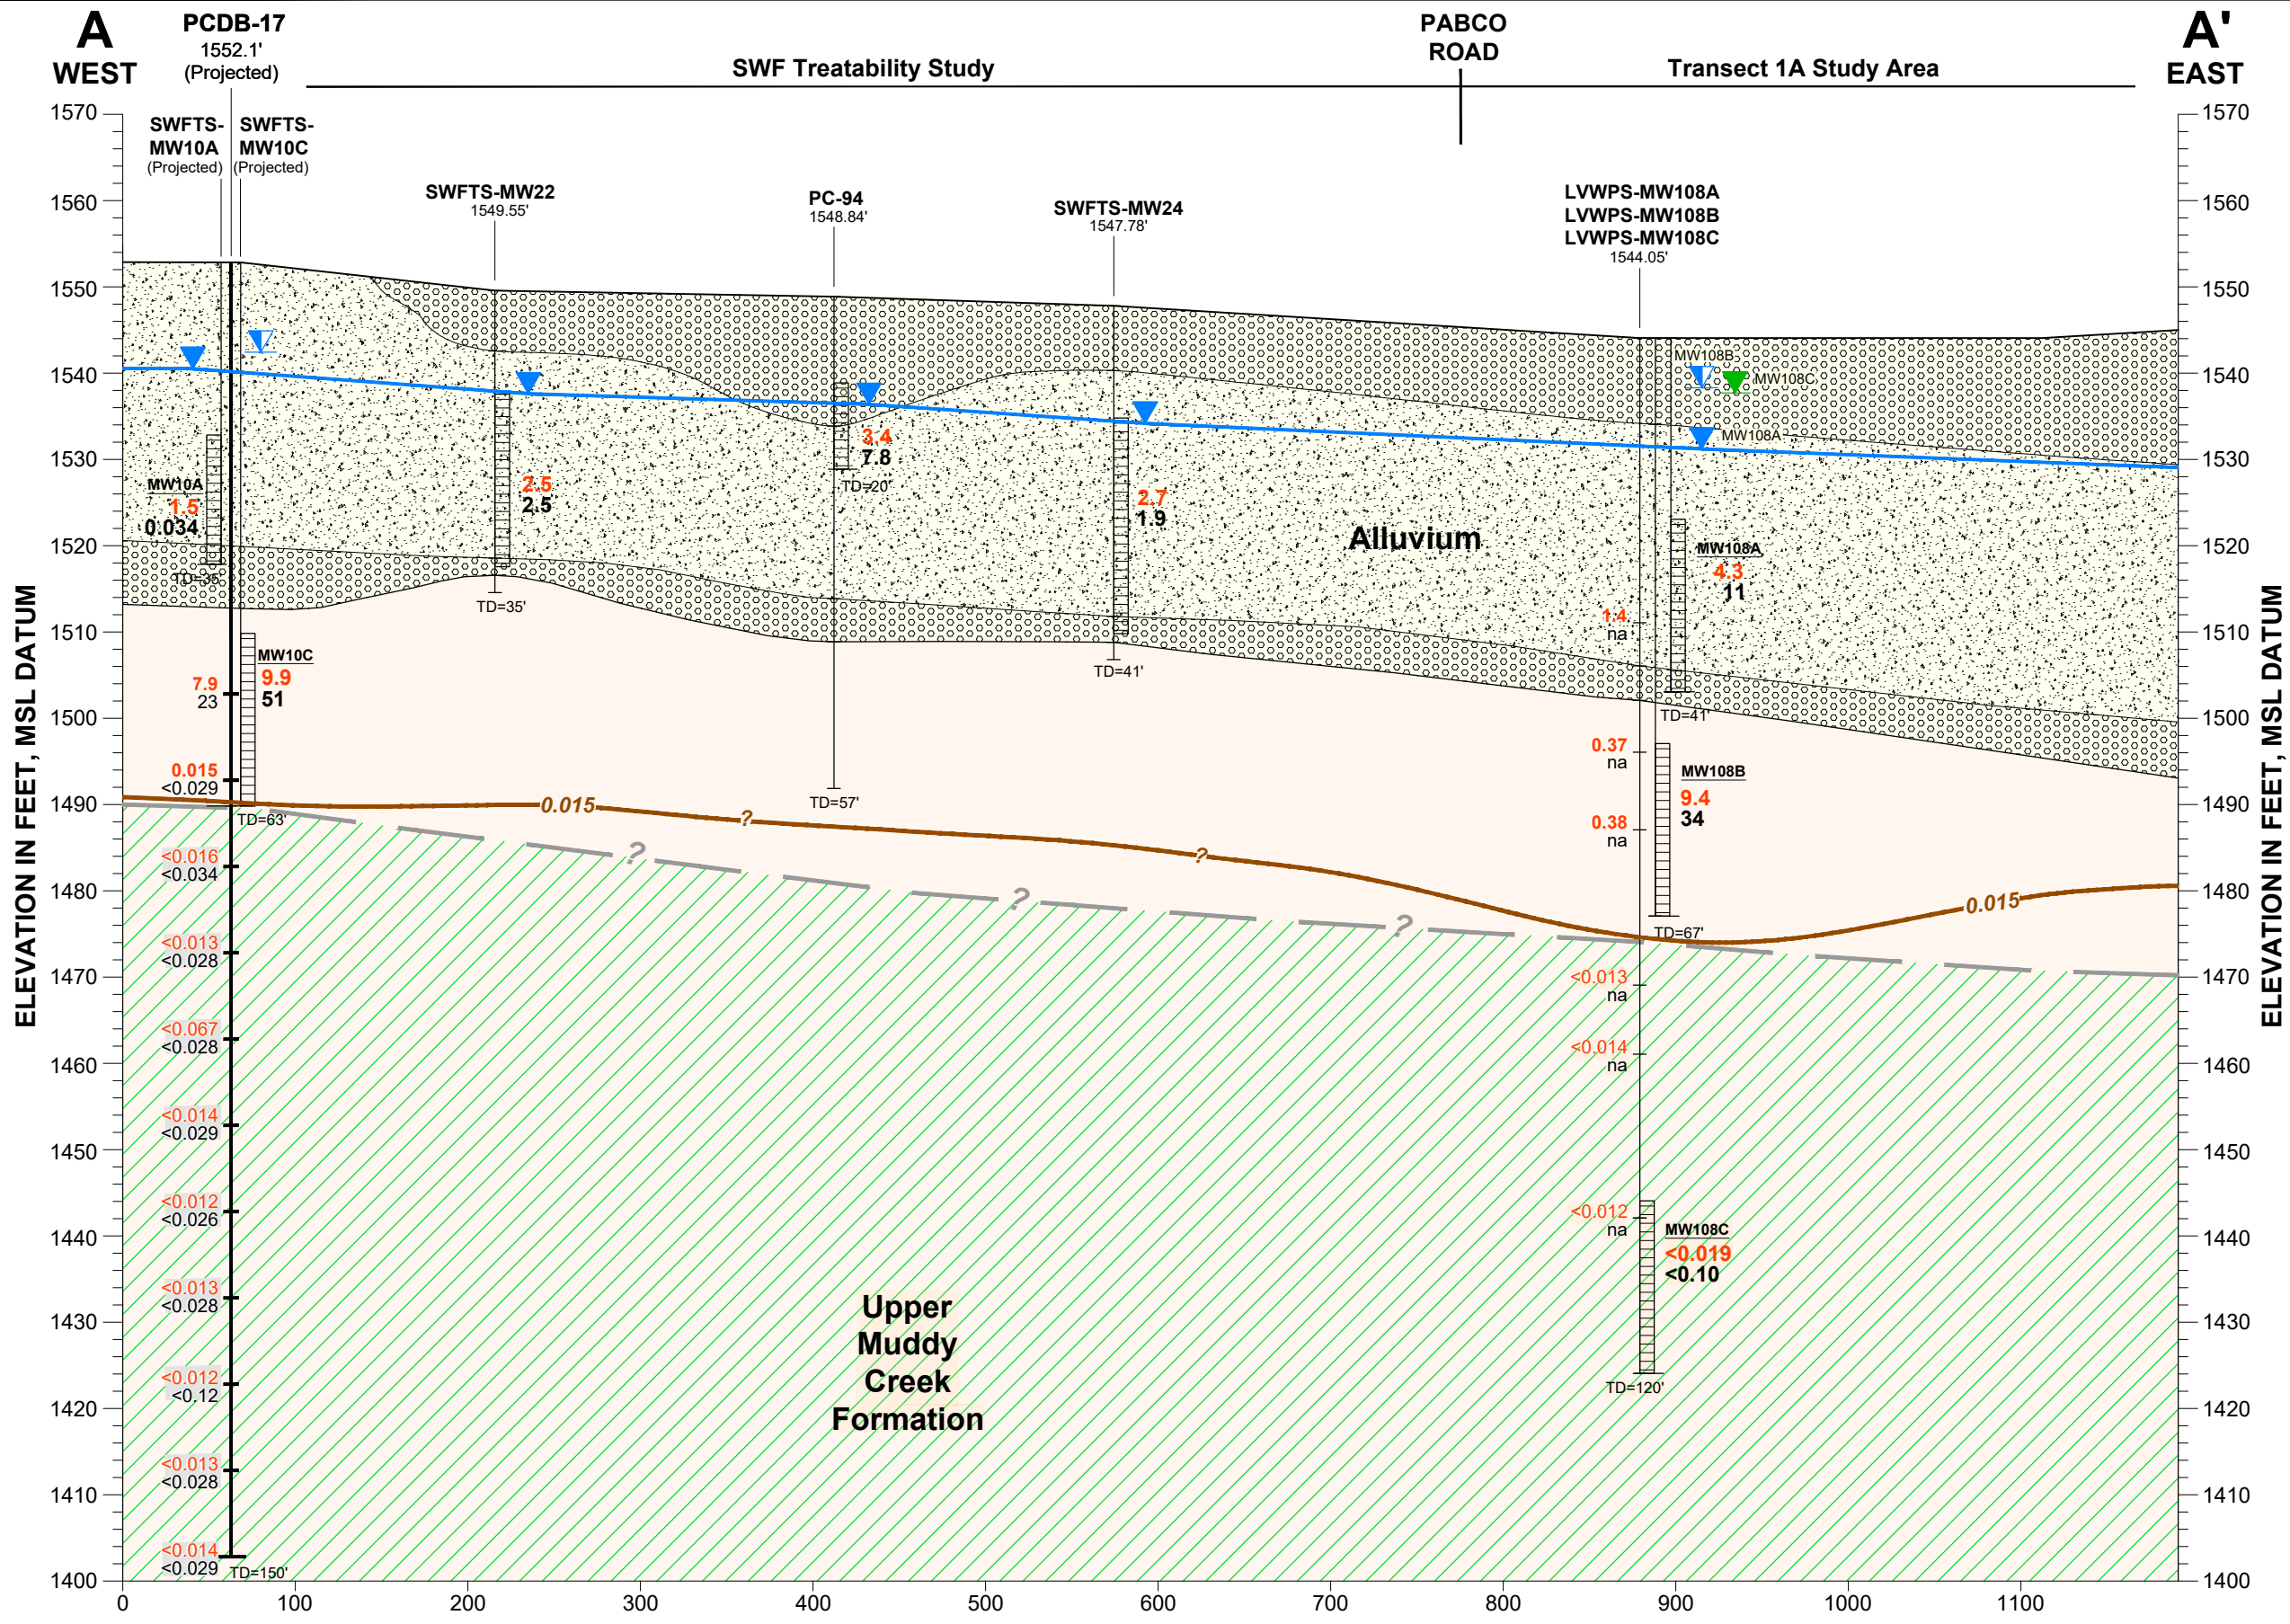 A
WEST
PCDB-17
1552.1'
(Projected)
SWF Treatability Study
PABCO
ROAD
Transect 1A Study Area
A'
EAST
SWFTS-
MW10A
(Projected)
SWFTS-
MW10C
(Projected)
SWFTS-MW22
1549.55'
PC-94
1548.84'
SWFTS-MW24
1547.78'
LVWPS-MW108A
LVWPS-MW108B
LVWPS-MW108C
1544.05'
ELEVATION IN FEET, MSL DATUM
1570
1560
1550
1540
1530
1520
1510
1500
1490
1480
1470
1460
1450
1440
1430
1420
1410
1400
MW10A
1.5
0.034
TD=35'
MW10C
9.9
51
TD=63'
7.9
23
0.015
<0.029
<0.016
<0.034
<0.013
<0.028
<0.067
<0.028
<0.014
<0.029
<0.012
<0.026
<0.013
<0.028
<0.012
<0.12
<0.013
<0.028
<0.014
<0.029
TD=150'
2.5
2.5
TD=35'
3.4
7.8
TD=20'
TD=57'
2.7
1.9
TD=41'
Alluvium
MW108B
MW108C
MW108A
MW108A
4.3
11
TD=41'
1.4
na
0.37
na
0.38
na
MW108B
9.4
34
TD=67'
<0.013
na
<0.014
na
<0.012
na
MW108C
<0.019
<0.10
TD=120'
0.015
?
?
0.015
?
?
?
Upper
Muddy
Creek
Formation
1570
1560
1550
1540
1530
1520
1510
1500
1490
1480
1470
1460
1450
1440
1430
1420
1410
1400
ELEVATION IN FEET, MSL DATUM
0 100 200 300 400 500 600 700 800 900 1000 1100